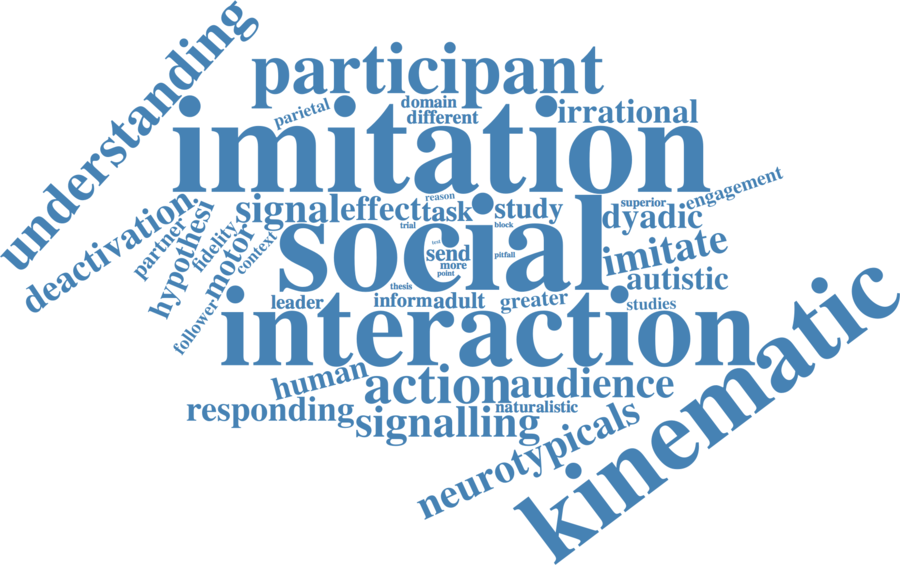 understanding
participant
parietal
domain
different
irrational
imitation
deactivation
partner
hypothesi
fidelity
motor
context
follower
signal
effect
reason
task
trial
study
block
superior
engagement
dyadic
social
test
send
more
point
pitfall
imitate
autistic
thesis
leader
inform
adult
greater
studies
interaction
human
action
audience
responding
signalling
naturalistic
neurotypicals
kinematic